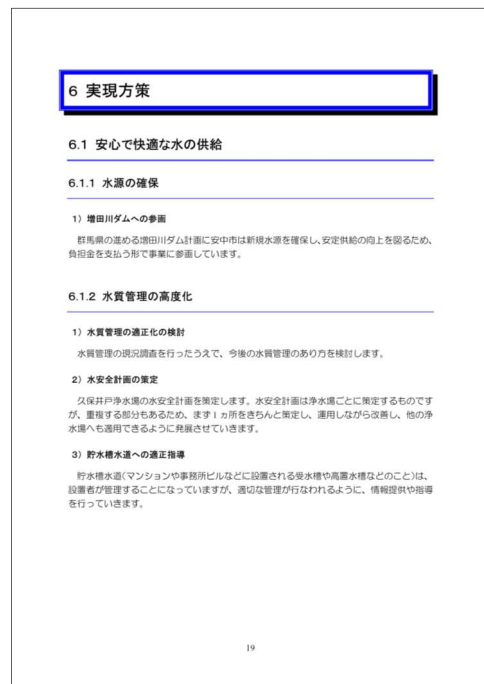 6 実現方策
6.1 安心で快適な水の供給
6.1.1 水源の確保
1）増田川ダムへの参画
群馬県の進める増田川ダム計画に安中市は新規水源を確保し、安定供給の向上を図るため、
負担金を支払う形で事業に参画しています。
6.1.2 水質管理の高度化
1）水質管理の適正化の検討
水質管理の現況調査を行ったうえで、今後の水質管理のあり方を検討します。
2）水安全計画の策定
久保井戸浄水場の水安全計画を策定します。水安全計画は浄水場ごとに策定するものです
が、重複する部分もあるため、まず1ヵ所をきちんと策定し、運用しながら改善し、他の浄
水場へも適用できるように発展させていきます。
3）貯水槽水道への適正指導
貯水槽水道（マンションや事務所ビルなどに設置される受水槽や高置水槽などのこと）は、
設置者が管理することになっていますが、適切な管理が行なわれるように、情報提供や指導
を行っていきます。
19